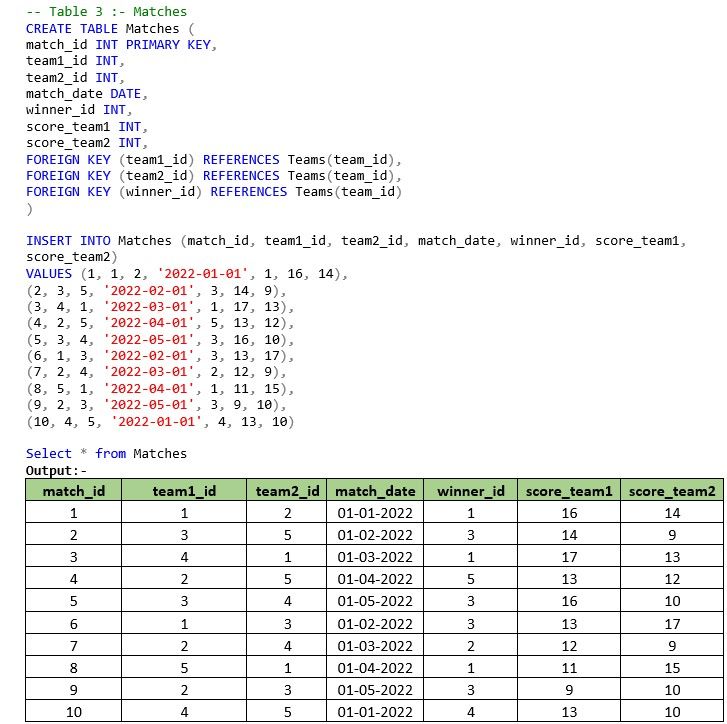 -- Table 3 :- Matches
CREATE TABLE Matches (
match_id INT PRIMARY KEY,
team1_id INT,
team2_id INT,
match_date DATE,
winner_id INT,
score_team1 INT,
score_team2 INT,
FOREIGN KEY (team1_id) REFERENCES Teams(team_id),
FOREIGN KEY (team2_id) REFERENCES Teams(team_id),
FOREIGN KEY (winner_id) REFERENCES Teams(team_id)
)
INSERT INTO Matches (match_id, team1_id, team2_id, match_date, winner_id, score_team1,
score_team2)
VALUES (1, 1, 2, '2022-01-01', 1, 16, 14),
(2, 3, 5, '2022-02-01', 3, 14, 9),
(3, 4, 1, '2022-03-01', 1, 17, 13),
(4, 2, 5, '2022-04-01', 5, 13, 12),
(5, 3, 4, '2022-05-01', 3, 16, 10),
(6, 1, 3, '2022-02-01', 3, 13, 17),
(7, 2, 4, '2022-03-01', 2, 12, 9),
(8, 5, 1, '2022-04-01', 1, 11, 15),
(9, 2, 3, '2022-05-01', 3, 9, 10),
(10, 4, 5, '2022-01-01', 4, 13, 10)
Select * from Matches
Output:-
match_id team1_id team2_id match_date winner_id score_team1 score_team2
1 1 2 01-01-2022 1 16 14
2 3 5 01-02-2022 3 14 9
3 4 1 01-03-2022 1 17 13
4 2 5 01-04-2022 5 13 12
5 3 4 01-05-2022 3 16 10
6 1 3 01-02-2022 3 13 17
7 2 4 01-03-2022 2 12 9
8 5 1 01-04-2022 1 11 15
9 2 3 01-05-2022 3 9 10
10 4 5 01-01-2022 4 13 10